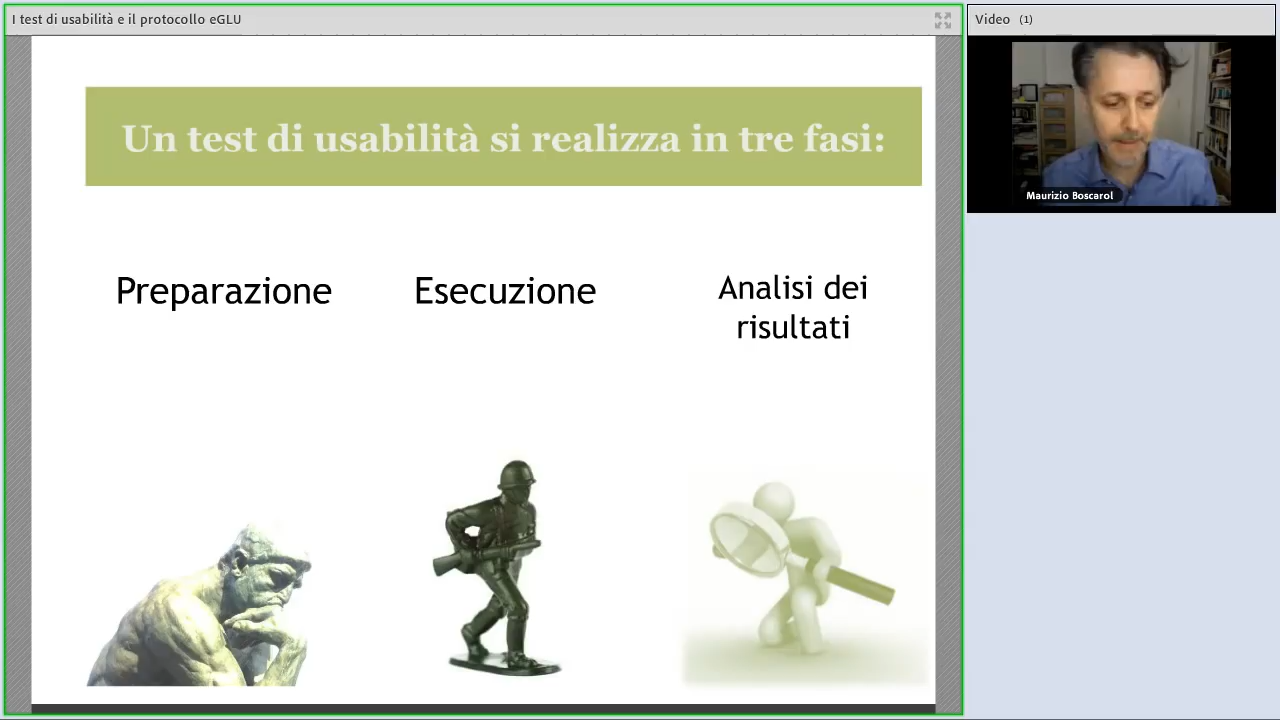 I test di usabilità e il protocollo eGLU
Video (1)
Maurizio Boscarol
Un test di usabilità si realizza in tre fasi:
Preparazione
Esecuzione
Analisi dei
risultati